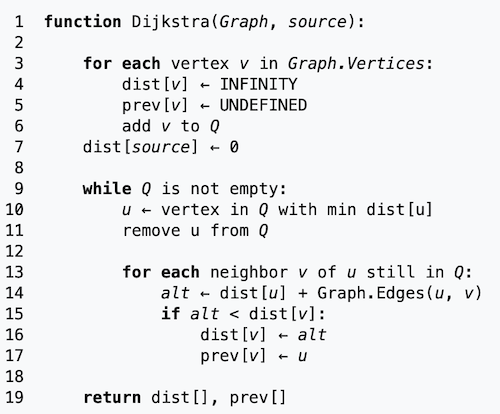 1 function Dijkstra(Graph, source):
2
3     for each vertex v in Graph.Vertices:
4         dist[v] ← INFINITY
5         prev[v] ← UNDEFINED
6         add v to Q
7     dist[source] ← 0
8
9     while Q is not empty:
10         u ← vertex in Q with min dist[u]
11         remove u from Q
12
13         for each neighbor v of u still in Q:
14             alt ← dist[u] + Graph.Edges(u, v)
15             if alt < dist[v]:
16                 dist[v] ← alt
17                 prev[v] ← u
18
19     return dist[], prev[]